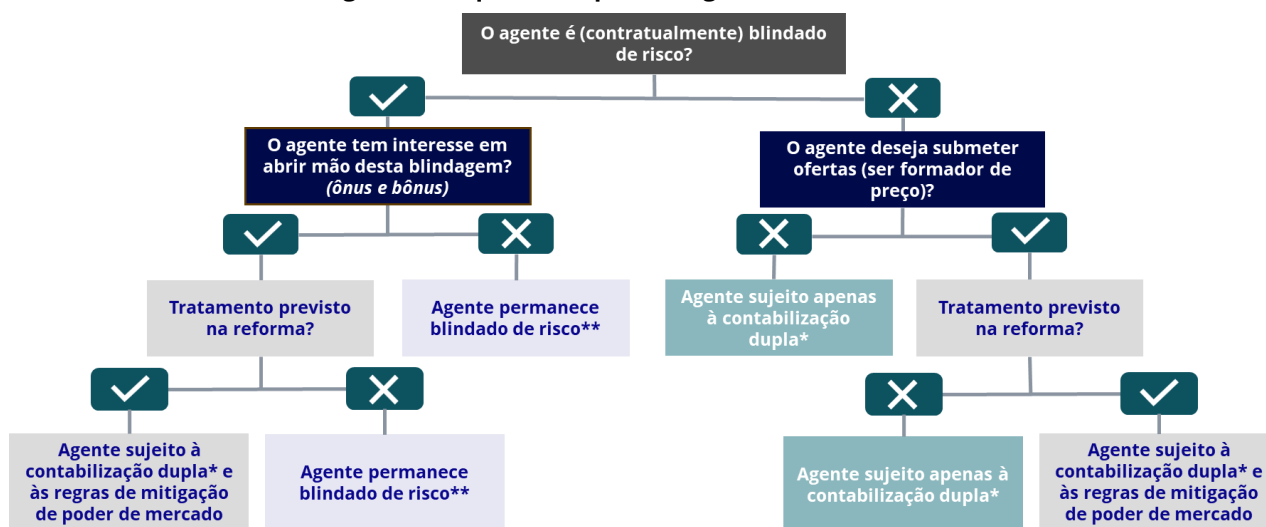 O agente é (contratualmente) blindado
de risco?
O agente tem interesse em
abrir mão desta blindagem?
(ônus e bônus)
O agente deseja submeter
ofertas (ser formador de
preço)?
Tratamento previsto
na reforma?
Agente permanece
blindado de risco**
Agente sujeito apenas
à contabilização
dupla*
Tratamento previsto
na reforma?
Agente sujeito à
contabilização dupla* e
às regras de mitigação
de poder de mercado
Agente permanece
blindado de risco**
Agente sujeito apenas à
contabilização dupla*
Agente sujeito à
contabilização dupla* e
às regras de mitigação
de poder de mercado